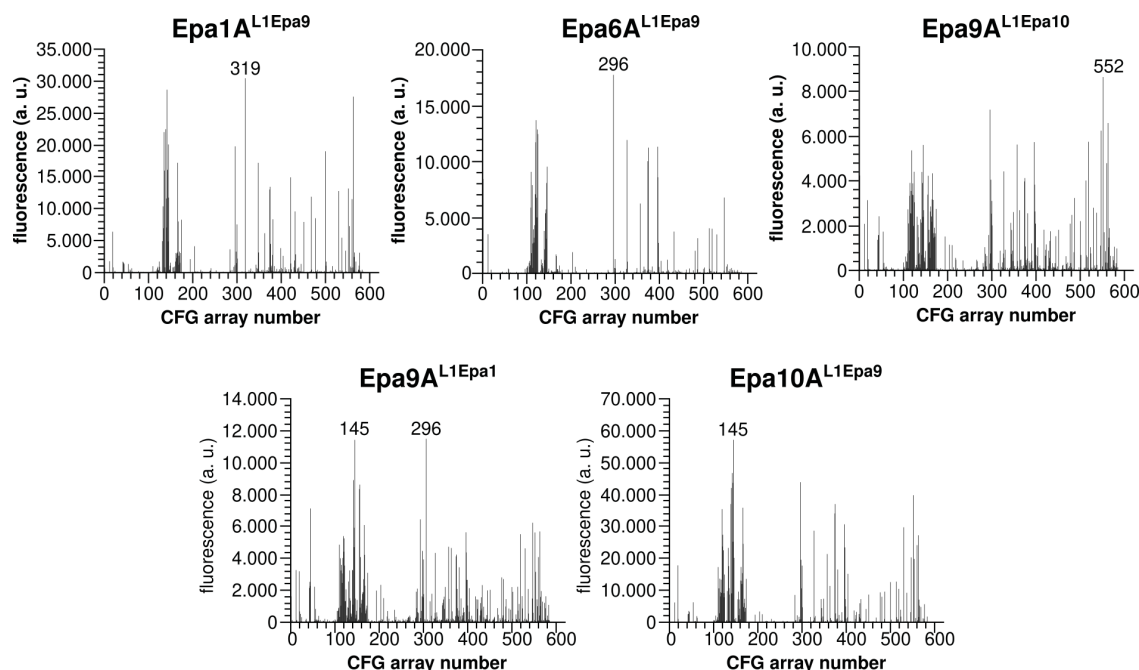 Epa1A^L1Epa9
35.000
30.000
25.000
20.000
15.000
10.000
5.000
0
fluorescence (a. u.)
319
0 100 200 300 400 500 600
CFG array number
Epa6A^L1Epa9
20.000
15.000
10.000
5.000
0
fluorescence (a. u.)
296
0 100 200 300 400 500 600
CFG array number
Epa9A^L1Epa10
10.000
8.000
6.000
4.000
2.000
0
fluorescence (a. u.)
552
0 100 200 300 400 500 600
CFG array number
Epa9A^L1Epa1
14.000
12.000
10.000
8.000
6.000
4.000
2.000
0
fluorescence (a. u.)
145 296
0 100 200 300 400 500 600
CFG array number
Epa10A^L1Epa9
70.000
60.000
50.000
40.000
30.000
20.000
10.000
0
fluorescence (a. u.)
145
0 100 200 300 400 500 600
CFG array number